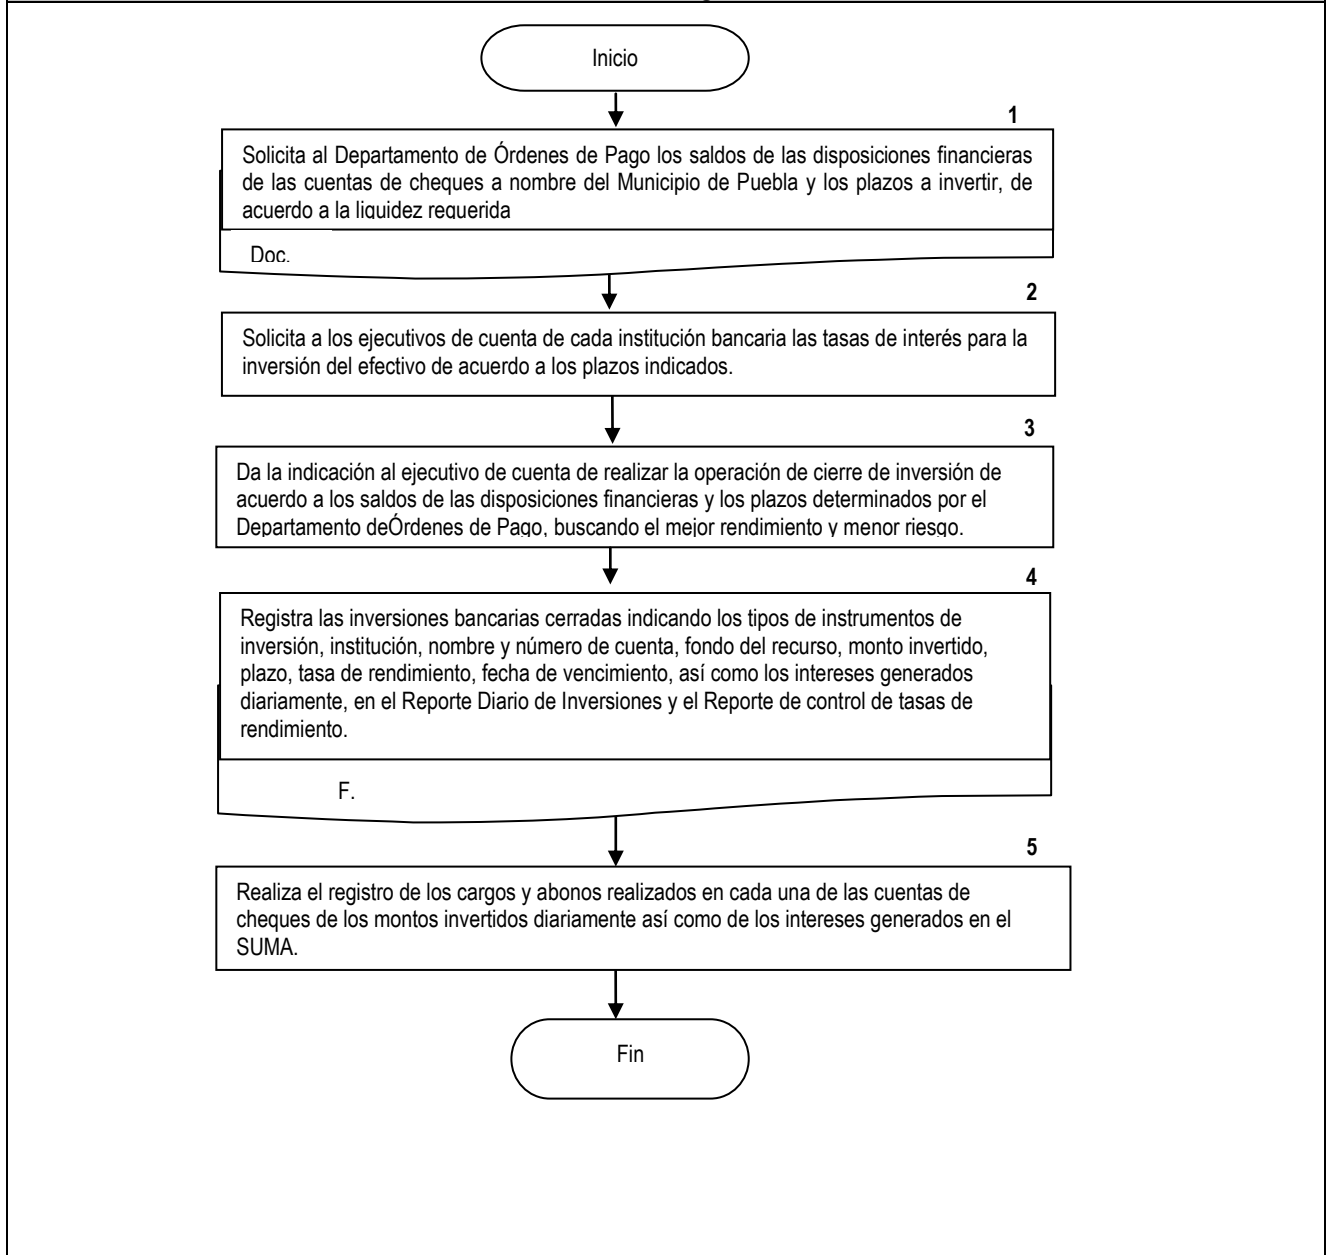 Inicio
1
Solicita al Departamento de Órdenes de Pago los saldos de las disposiciones financieras
de las cuentas de cheques a nombre del Municipio de Puebla y los plazos a invertir, de
acuerdo a la liquidez requerida
Doc.
2
Solicita a los ejecutivos de cuenta de cada institución bancaria las tasas de interés para la
inversión del efectivo de acuerdo a los plazos indicados.
3
Da la indicación al ejecutivo de cuenta de realizar la operación de cierre de inversión de
acuerdo a los saldos de las disposiciones financieras y los plazos determinados por el
Departamento deÓrdenes de Pago, buscando el mejor rendimiento y menor riesgo.
4
Registra las inversiones bancarias cerradas indicando los tipos de instrumentos de
inversión, institución, nombre y número de cuenta, fondo del recurso, monto invertido,
plazo, tasa de rendimiento, fecha de vencimiento, así como los intereses generados
diariamente, en el Reporte Diario de Inversiones y el Reporte de control de tasas de
rendimiento.
F.
5
Realiza el registro de los cargos y abonos realizados en cada una de las cuentas de
cheques de los montos invertidos diariamente así como de los intereses generados en el
SUMA.
Fin